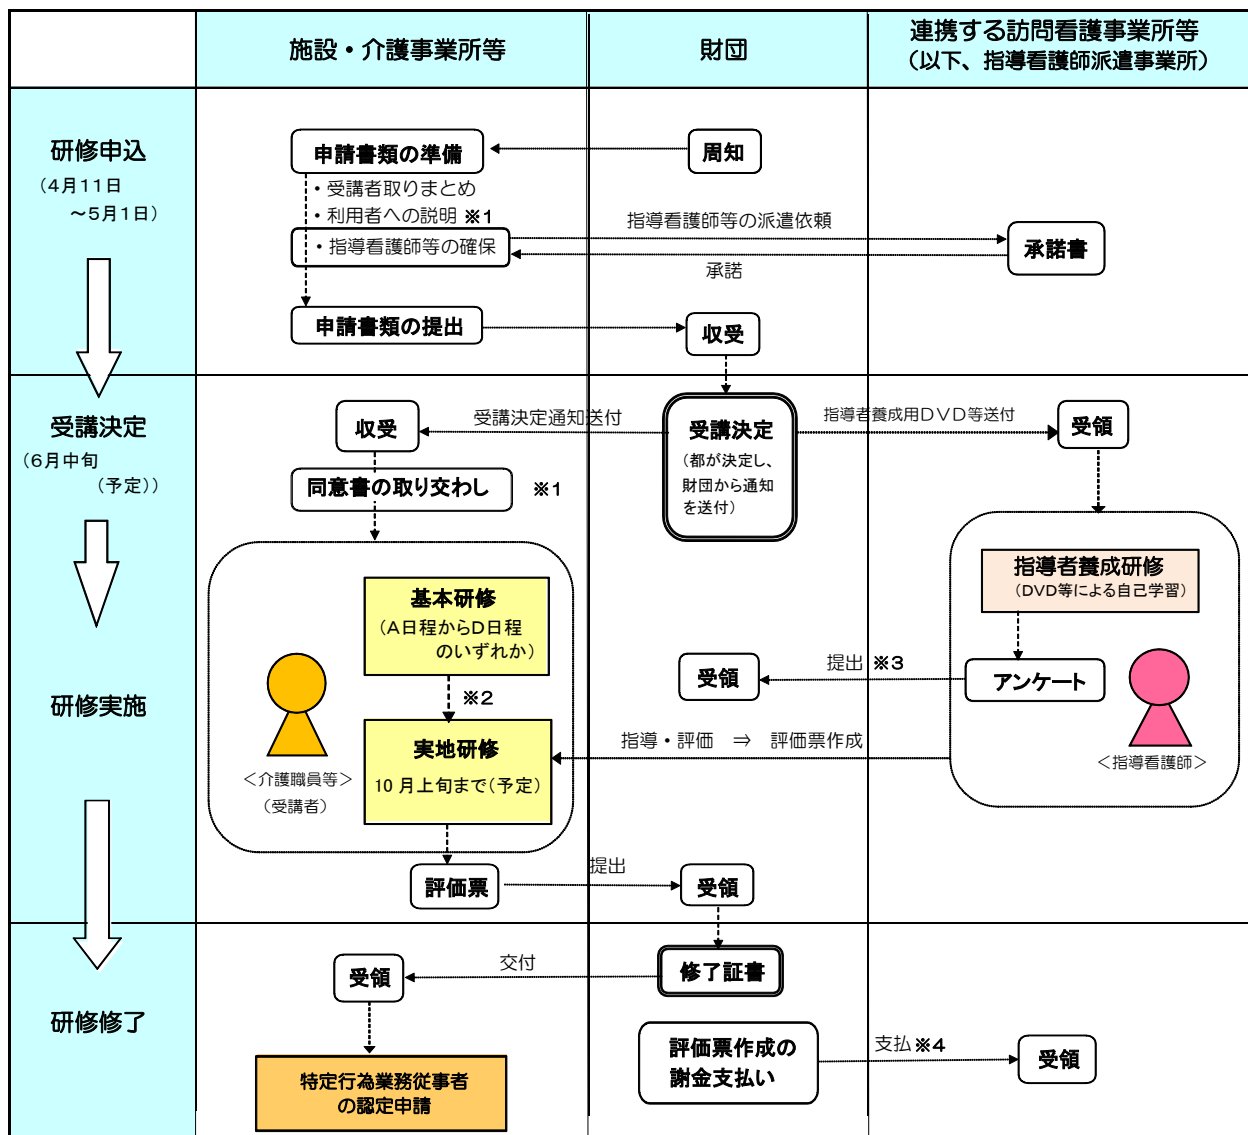 施設・介護事業所等
財団
連携する訪問看護事業所等
（以下、指導看護師派遣事業所）
研修申込
（4月11日
～5月1日）
申請書類の準備
周知
・受講者取りまとめ
・利用者への説明 ※1
・指導看護師等の確保
指導看護師等の派遣依頼
承諾
承諾書
申請書類の提出
収受
受講決定
（6月中旬
（予定））
収受
受講決定通知送付
受講決定
（都が決定し、
財団から通知
を送付）
指導者養成用DVD等送付
受領
同意書の取り交わし ※1
研修実施
基本研修
（A日程からD日程
のいずれか）
※2
実地研修
10月上旬まで（予定）
＜介護職員等＞
（受講者）
指導者養成研修
（DVD等による自己学習）
アンケート
提出 ※3
受領
指導・評価 ⇒ 評価票作成
＜指導看護師＞
評価票
提出
受領
研修修了
受領
交付
修了証書
特定行為業務従事者
の認定申請
評価票作成の
謝金支払い
支払※4
受領